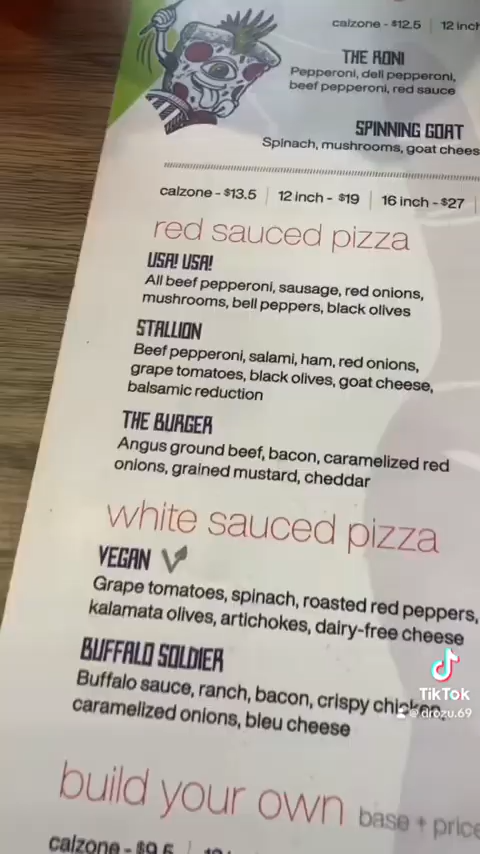 calzone - $12.5 | 12 inch
THE RONI
Pepperoni, deli pepperoni,
beef pepperoni, red sauce
SPINNING GOAT
Spinach, mushrooms, goat chees
calzone - $13.5 | 12 inch - $19 | 16 inch - $27 |
red sauced pizza
USA! USA!
All beef pepperoni, sausage, red onions,
mushrooms, bell peppers, black olives
STALLION
Beef pepperoni, salami, ham, red onions,
grape tomatoes, black olives, goat cheese,
balsamic reduction
THE BURGER
Angus ground beef, bacon, caramelized red
onions, grained mustard, cheddar
white sauced pizza
VEGAN
Grape tomatoes, spinach, roasted red peppers,
kalamata olives, artichokes, dairy-free cheese
BUFFALO SOLDIER
Buffalo sauce, ranch, bacon, crispy chicken,
caramelized onions, bleu cheese
TikTok
@drozu.69
build your own base + price
calzone - $9.5 |